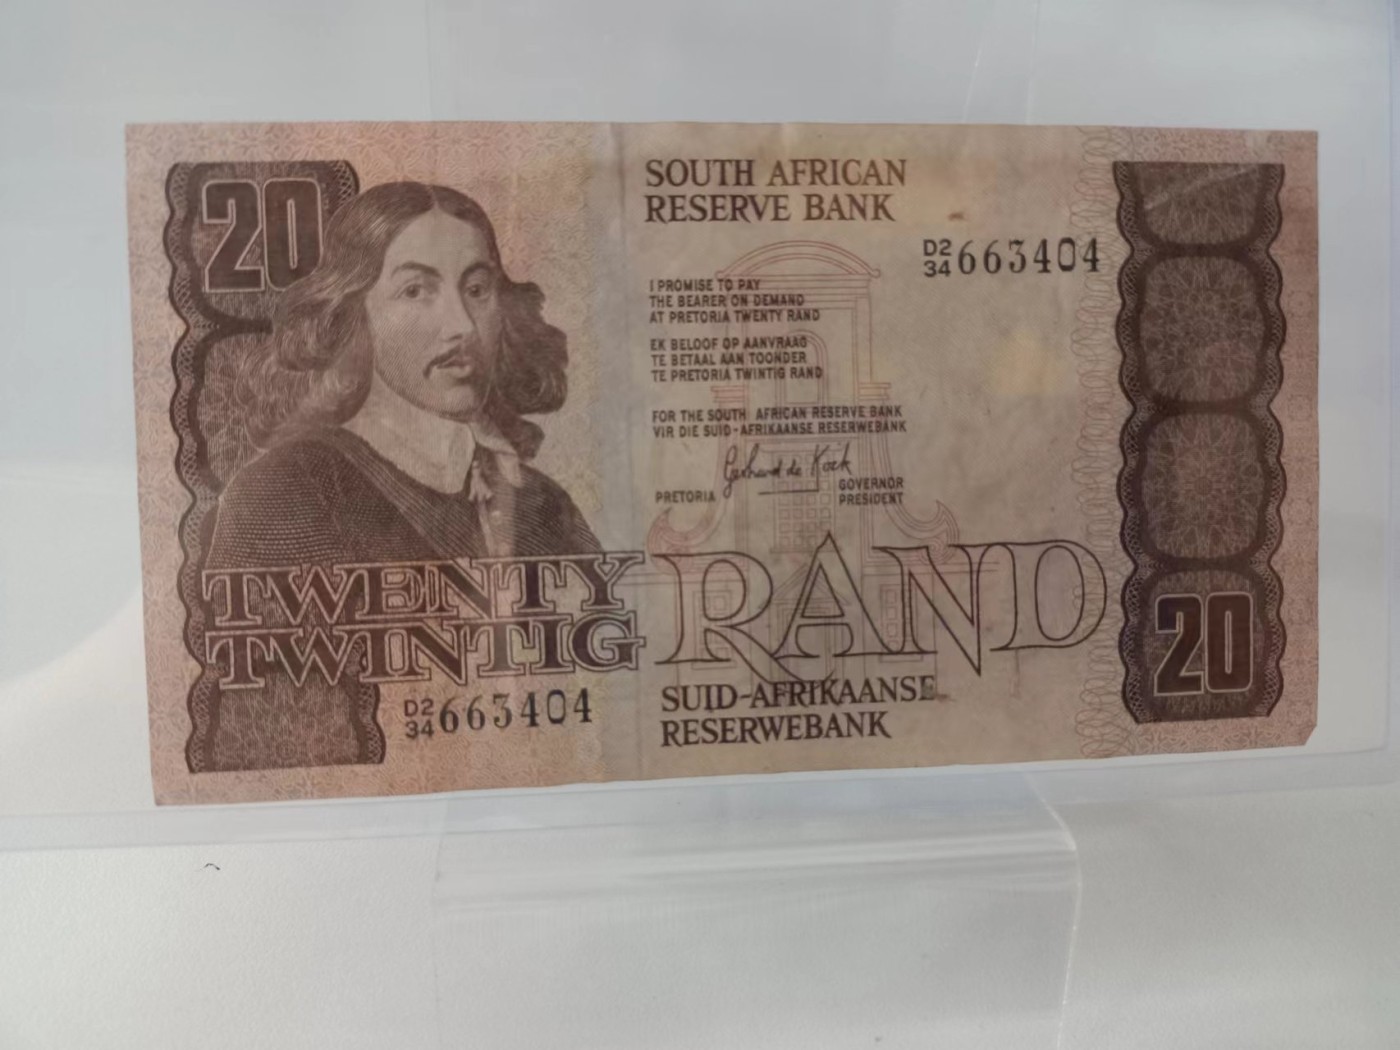 20
SOUTH AFRICAN
RESERVE BANK
D2
34 663404
I PROMISE TO PAY
THE BEARER ON DEMAND
AT PRETORIA TWENTY RAND
EK BELOOF OP AANVRAAG
TE BETAAL AAN TOONDER
TE PRETORIA TWINTIG RAND
FOR THE SOUTH AFRICAN RESERVE BANK
VIR DIE SUID-AFRIKAANSE RESERWEBANK
Gerhard de Kock
PRETORIA GOVERNOR
PRESIDENT
TWENTY
TWINTIG
RAND
20
D2
34 663404
SUID-AFRIKAANSE
RESERWEBANK